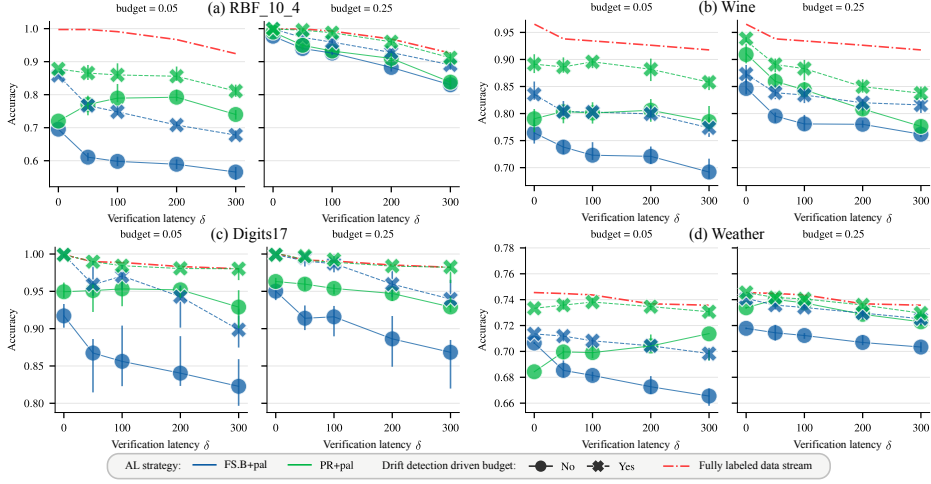 (a) RBF_10_4
budget = 0.05
budget = 0.25
Accuracy
1.0
0.9
0.8
0.7
0.6
0 50 100 200 300
0 50 100 200 300
Verification latency δ
Verification latency δ
(b) Wine
budget = 0.05
budget = 0.25
Accuracy
0.95
0.90
0.85
0.80
0.75
0.70
0 50 100 200 300
0 50 100 200 300
Verification latency δ
Verification latency δ
(c) Digits17
budget = 0.05
budget = 0.25
Accuracy
1.00
0.95
0.90
0.85
0.80
0 50 100 200 300
0 50 100 200 300
Verification latency δ
Verification latency δ
(d) Weather
budget = 0.05
budget = 0.25
Accuracy
0.78
0.76
0.74
0.72
0.70
0.68
0.66
0 50 100 200 300
0 50 100 200 300
Verification latency δ
Verification latency δ
AL strategy: FS.B+pal PR+pal Drift detection driven budget: No Yes Fully labeled data stream